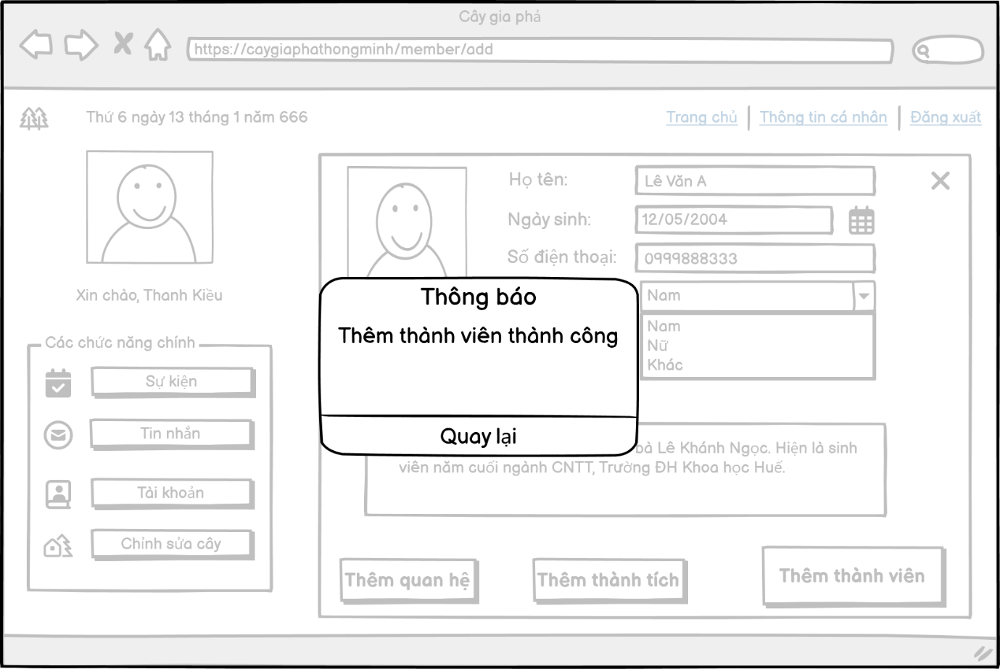 Cây gia phả
https://caygiaphathongminh/member/add
Thứ 6 ngày 13 tháng 1 năm 666
Trang chủ
Thông tin cá nhân
Đăng xuất
Xin chào, Thanh Kiều
Các chức năng chính
Sự kiện
Tin nhắn
Tài khoản
Chỉnh sửa cây
Họ tên:
Lê Văn A
Ngày sinh:
12/05/2004
Số điện thoại:
0999888333
Nam
Nam
Nữ
Khác
Thông báo
Thêm thành viên thành công
Quay lại
bà Lê Khánh Ngọc. Hiện là sinh
viên năm cuối ngành CNTT, Trường ĐH Khoa học Huế.
Thêm quan hệ
Thêm thành tích
Thêm thành viên